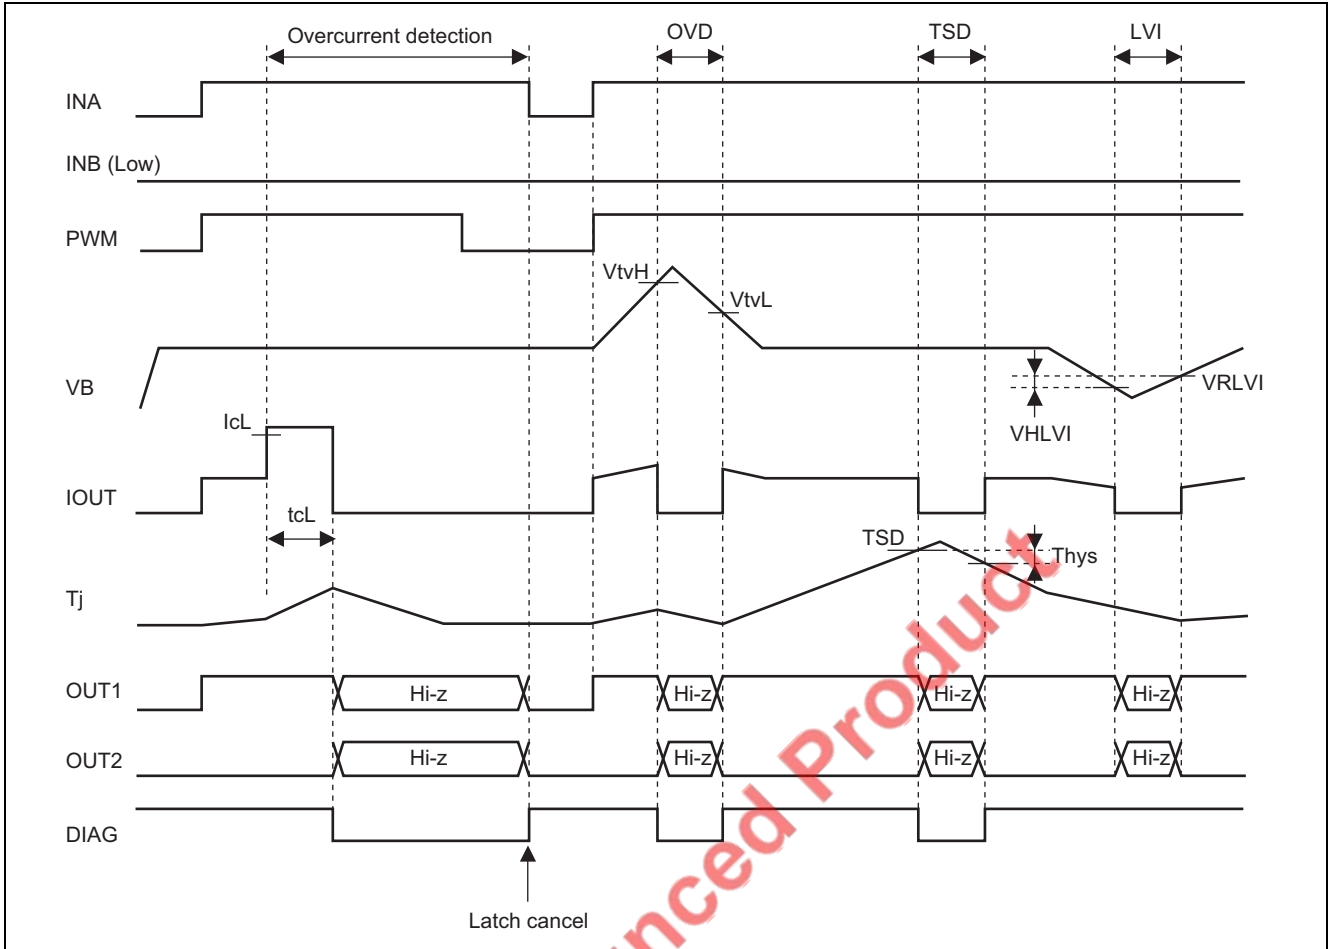 Overcurrent detection
OVD
TSD
LVI
INA
INB (Low)
PWM
VtvH
VtvL
VB
VRLVI
VHLVI
IcL
IOUT
tcL
TSD
Thys
Tj
OUT1
Hi-z
Hi-z
Hi-z
Hi-z
OUT2
Hi-z
Hi-z
Hi-z
Hi-z
DIAG
Latch cancel
Product